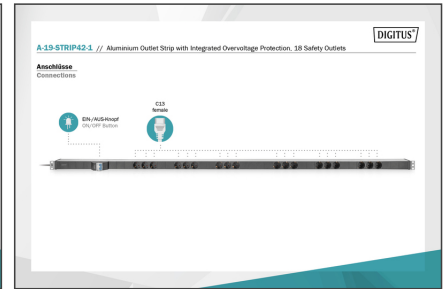 DIGITUS®
A-19-STRIP42-1 // Aluminium Outlet Strip with Integrated Overvoltage Protection, 18 Safety Outlets
Anschlüsse
Connections
C13
female
EIN-/AUS-Knopf
ON/OFF Button